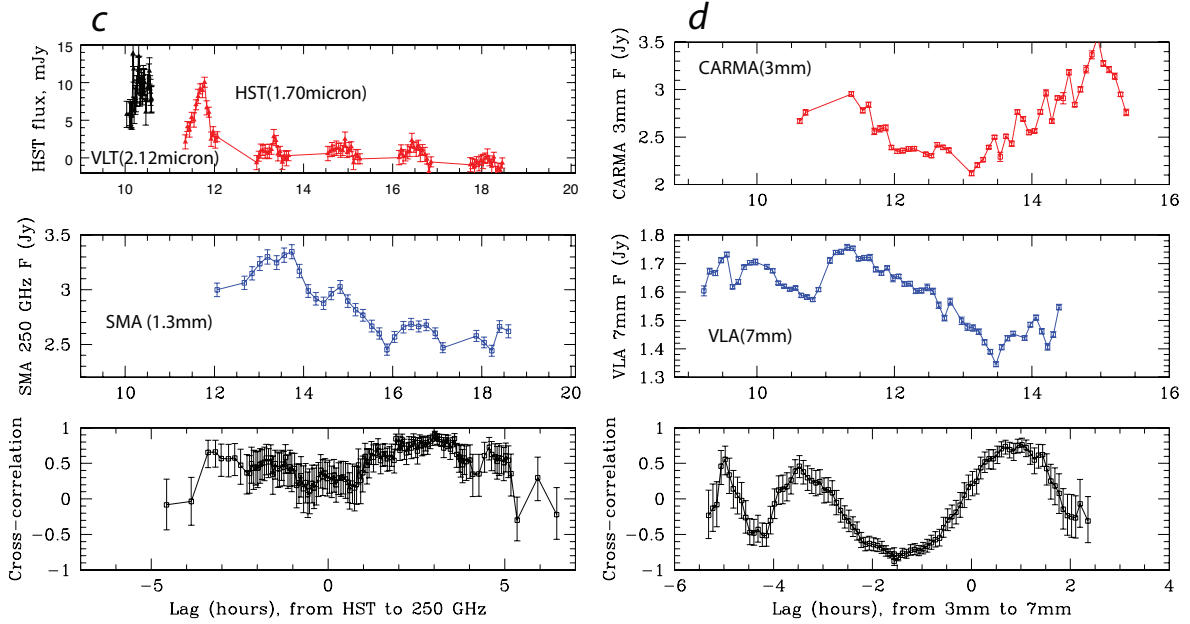 c
15
10
5
0
HST flux, mJy
HST(1.70micron)
VLT(2.12micron)
10 12 14 16 18 20
3.5
3
2.5
SMA 250 GHz F (Jy)
SMA (1.3mm)
10 12 14 16 18 20
1
0.5
0
−0.5
−1
Cross−correlation
−5 0 5
Lag (hours), from HST to 250 GHz
d
3.5
3
2.5
2
CARMA 3mm F (Jy)
CARMA(3mm)
10 12 14 16
1.8
1.7
1.6
1.5
1.4
1.3
VLA 7mm F (Jy)
VLA(7mm)
10 12 14 16
1
0.5
0
−0.5
−1
Cross−correlation
−6 −4 −2 0 2 4
Lag (hours), from 3mm to 7mm